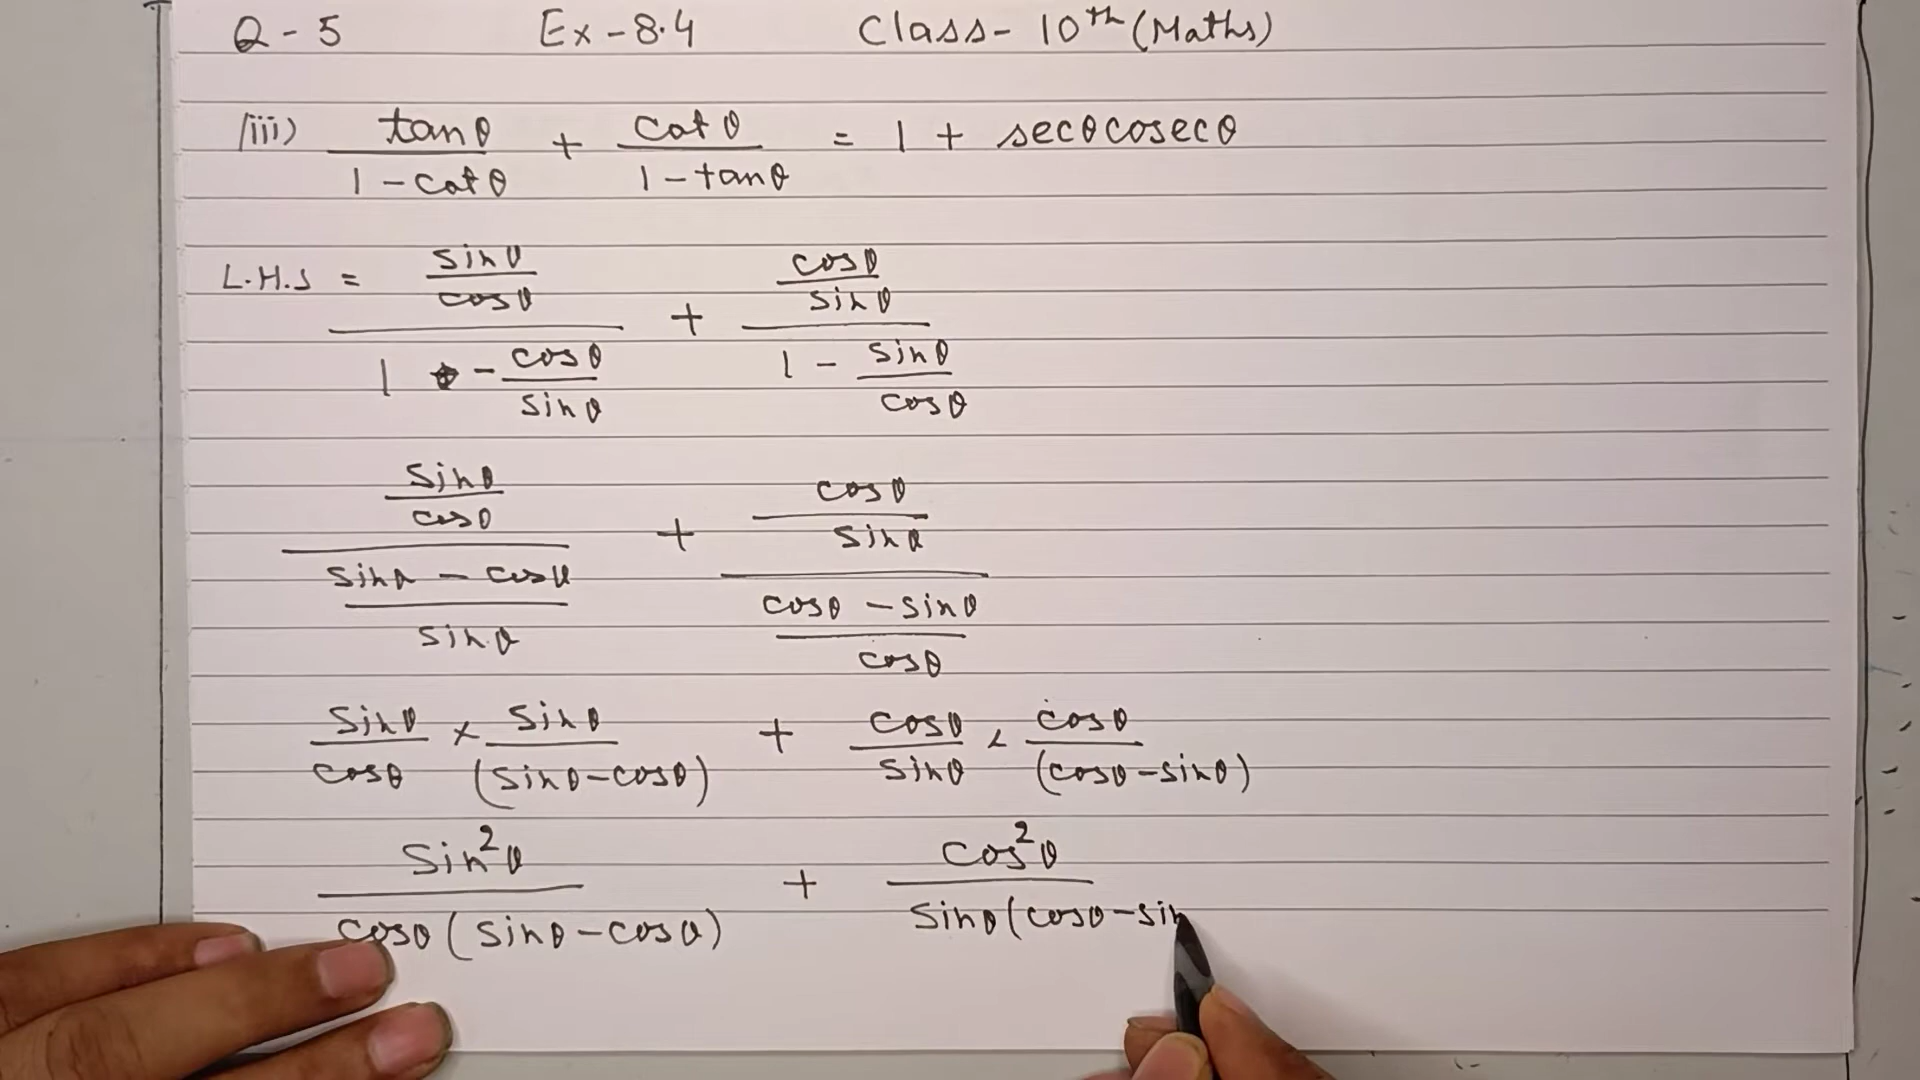 Q - 5 Ex - 8.4 Class - 10th (Maths)
(iii) tanθ / (1 - cotθ) + cotθ / (1 - tanθ) = 1 + secθcosecθ
L.H.S = (sinθ/cosθ) / (1 - cosθ/sinθ) + (cosθ/sinθ) / (1 - sinθ/cosθ)
(sinθ/cosθ) / ((sinθ - cosθ)/sinθ) + (cosθ/sinθ) / ((cosθ - sinθ)/cosθ)
sinθ/cosθ × sinθ/(sinθ - cosθ) + cosθ/sinθ × cosθ/(cosθ - sinθ)
Sin²θ / cosθ(sinθ - cosθ) + Cos²θ / sinθ(cosθ - sin